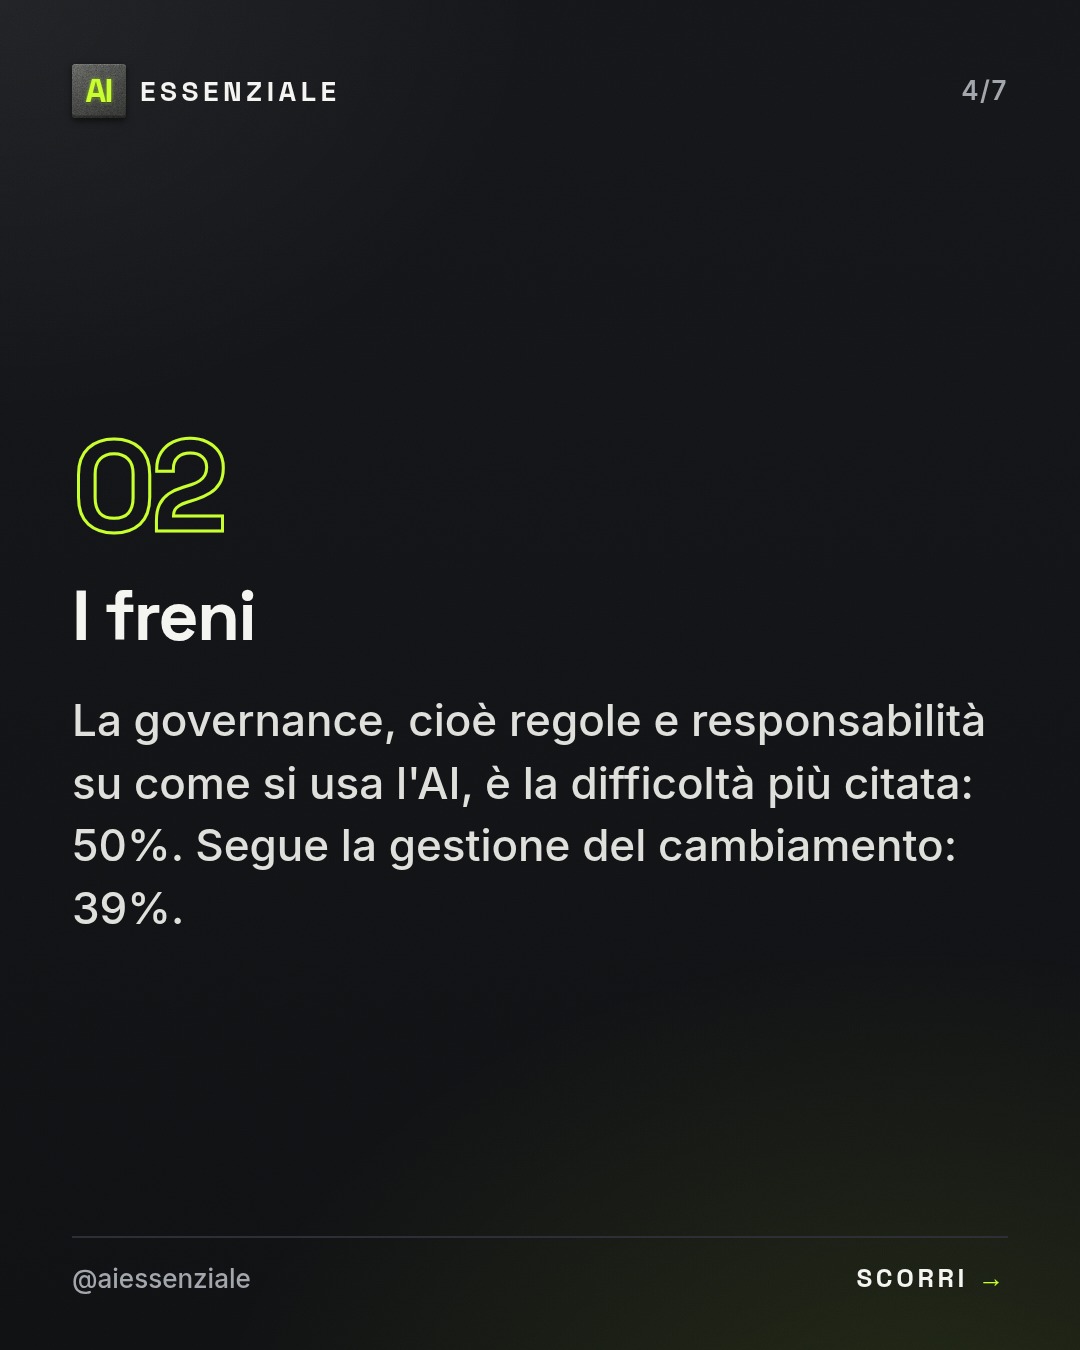 AI ESSENZIALE
4/7
02
I freni
La governance, cioè regole e responsabilità
su come si usa l'AI, è la difficoltà più citata:
50%. Segue la gestione del cambiamento:
39%.
@aiessenziale
SCORRI →